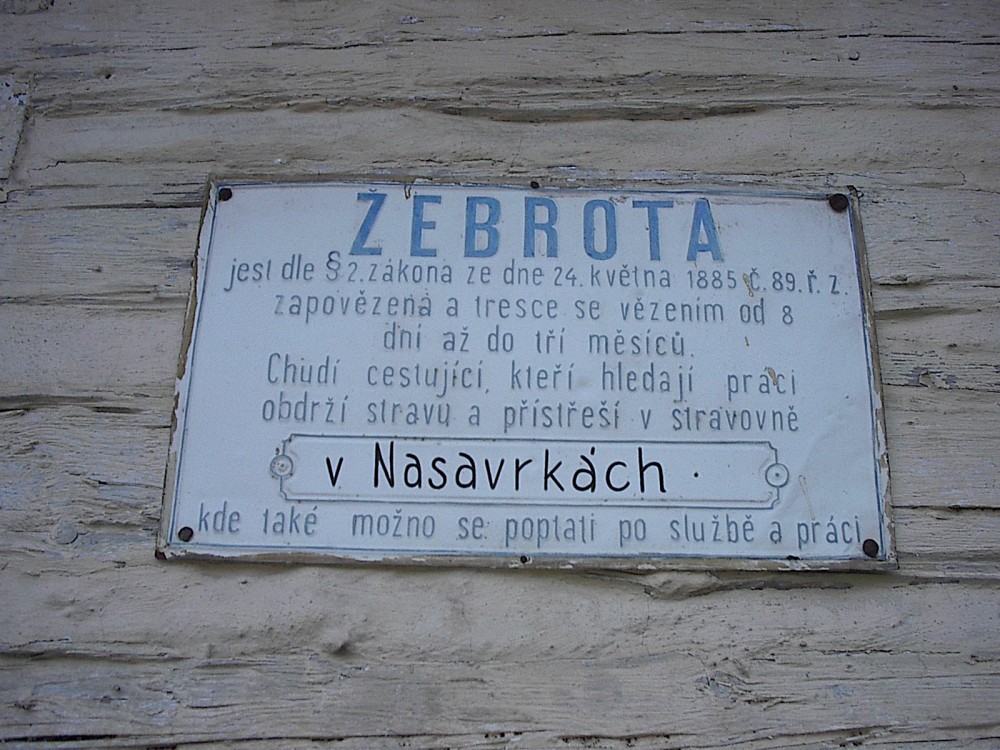 ŽEBROTA
jest dle § 2. zákona ze dne 24. května 1885 č. 89. ř. z.
zapovězená a tresce se vězením od 8
dní až do tří měsíců.
Chudí cestující, kteří hledají práci
obdrží stravu a přístřeší v stravovně
v Nasavrkách .
kde také možno se poptati po službě a práci